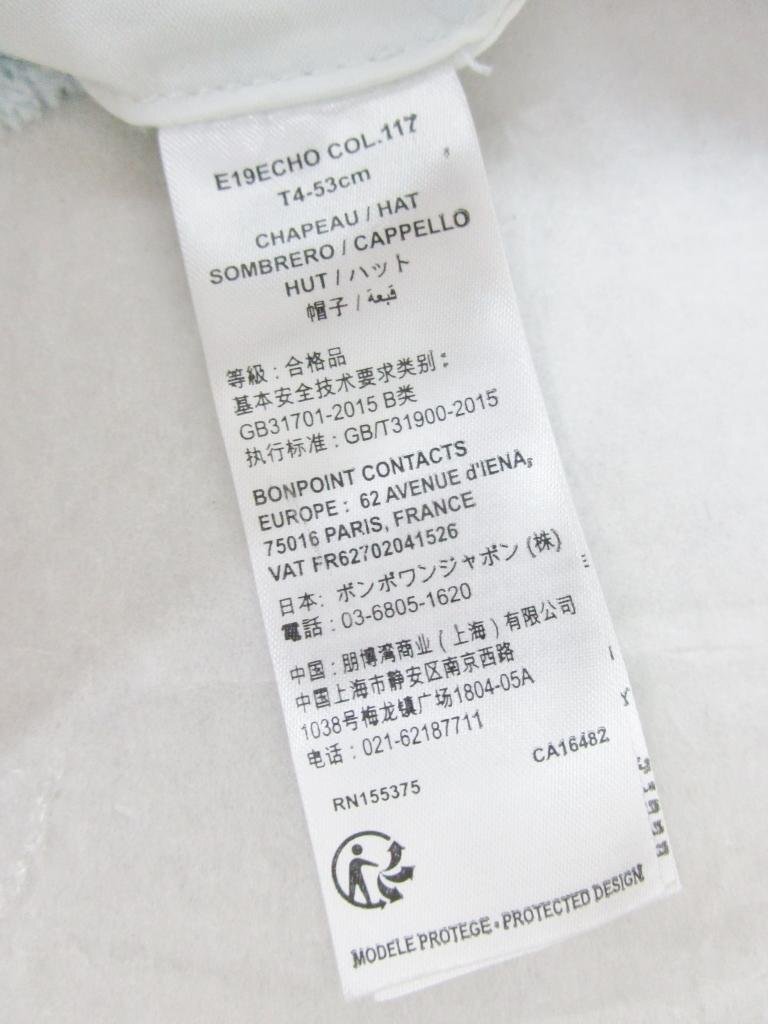 E19ECHO COL.117
T4-53cm
CHAPEAU / HAT
SOMBRERO / CAPPELLO
HUT / ハット
帽子 / قبعة
等級 : 合格品
基本安全技术要求类别 :
GB31701-2015 B类
执行标准 : GB/T31900-2015
BONPOINT CONTACTS
EUROPE : 62 AVENUE d'IENA,
75016 PARIS, FRANCE
VAT FR62702041526
日本: ボンポワンジャポン (株)
電話 : 03-6805-1620
中国 : 朋博湾商业 ( 上海 ) 有限公司
中国上海市静安区南京西路
1038号梅龙镇广场1804-05A
电话 : 021-62187711
RN155375
CA16482
MODELE PROTEGE • PROTECTED DESIGN